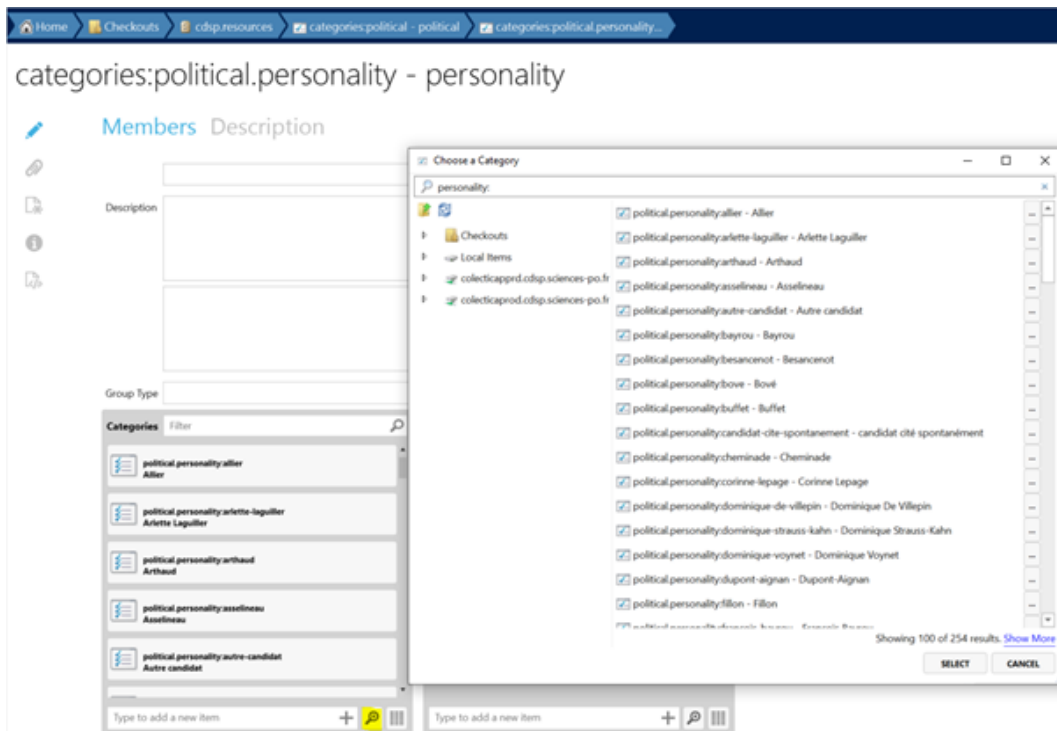 Home Checkouts cdsp.resources categories:political - political categories:political.personality...
categories:political.personality - personality
Members Description
Description
Group Type
Categories Filter
political.personality:allier
Allier
political.personality:arlette-laguiller
Arlette Laguiller
political.personality:arthaud
Arthaud
political.personality:asselineau
Asselineau
political.personality:autre-candidat
Autre candidat
Type to add a new item
Type to add a new item
Choose a Category
personality:
Checkouts
Local Items
colecticapprd.cdsp.sciences-po.fr
colecticaprod.cdsp.sciences-po.fr
political.personality:allier - Allier
political.personality:arlette-laguiller - Arlette Laguiller
political.personality:arthaud - Arthaud
political.personality:asselineau - Asselineau
political.personality:autre-candidat - Autre candidat
political.personality:bayrou - Bayrou
political.personality:besancenot - Besancenot
political.personality:bove - Bové
political.personality:buffet - Buffet
political.personality:candidat-cite-spontanement - candidat cité spontanément
political.personality:cheminade - Cheminade
political.personality:corinne-lepage - Corinne Lepage
political.personality:dominique-de-villepin - Dominique De Villepin
political.personality:dominique-strauss-kahn - Dominique Strauss-Kahn
political.personality:dominique-voynet - Dominique Voynet
political.personality:dupont-aignan - Dupont-Aignan
political.personality:fillon - Fillon
political.personality:francois-bayrou - François Bayrou
Showing 100 of 254 results. Show More
SELECT CANCEL